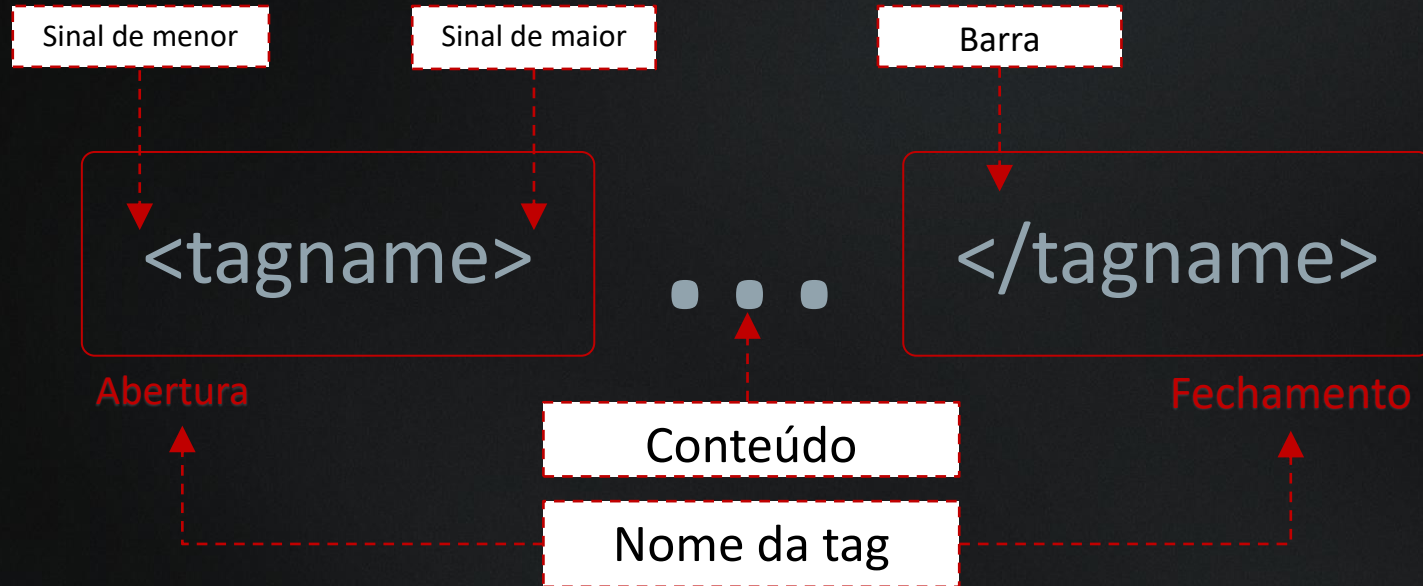 Sinal de menor
Sinal de maior
Barra
<tagname>
...
</tagname>
Abertura
Fechamento
Conteúdo
Nome da tag